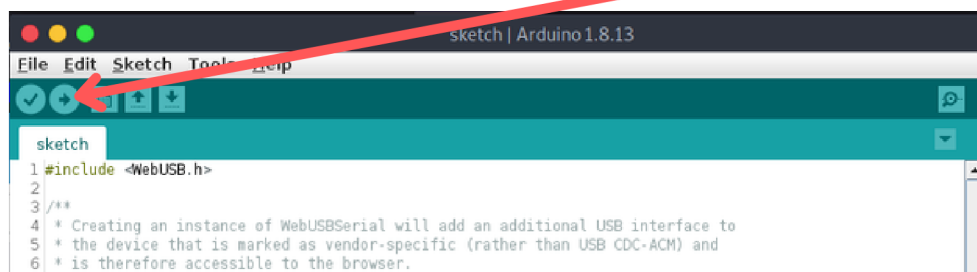 sketch | Arduino 1.8.13
File Edit Sketch Tools Help
sketch
1 #include <WebUSB.h>
2
3 /**
4 * Creating an instance of WebUSBSerial will add an additional USB interface to
5 * the device that is marked as vendor-specific (rather than USB CDC-ACM) and
6 * is therefore accessible to the browser.